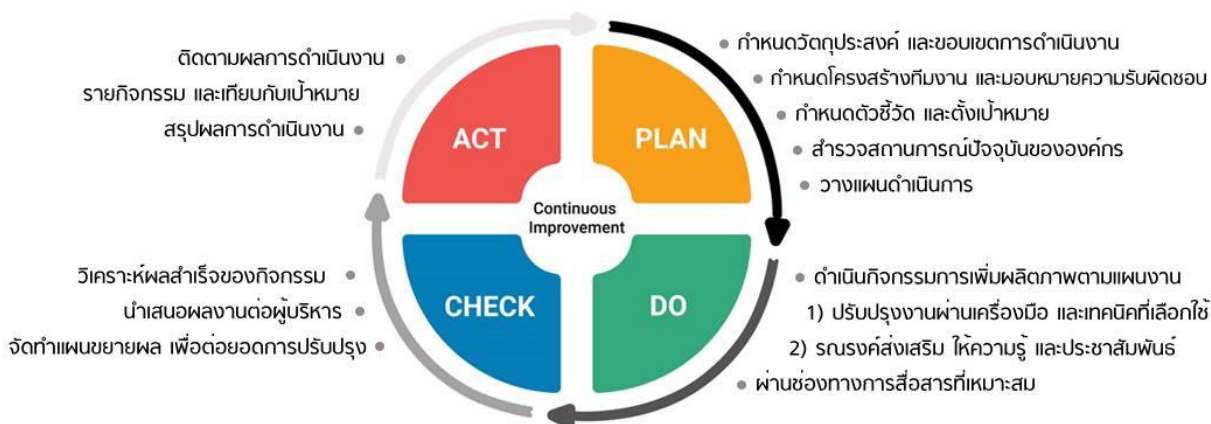 ติดตามผลการดำเนินงาน •
รายกิจกรรม และเทียบกับเป้าหมาย
สรุปผลการดำเนินงาน •
ACT
PLAN
• กำหนดวัตถุประสงค์ และขอบเขตการดำเนินงาน
• กำหนดโครงสร้างทีมงาน และมอบหมายความรับผิดชอบ
• กำหนดตัวชี้วัด และตั้งเป้าหมาย
• สำรวจสถานการณ์ปัจจุบันขององค์กร
• วางแผนดำเนินการ
Continuous
Improvement
วิเคราะห์ผลสำเร็จของกิจกรรม •
นำเสนอผลงานต่อผู้บริหาร •
จัดทำแผนขยายผล เพื่อต่อยอดการปรับปรุง •
CHECK
DO
• ดำเนินกิจกรรมการเพิ่มผลิตภาพตามแผนงาน
1) ปรับปรุงงานผ่านเครื่องมือ และเทคนิคที่เลือกใช้
2) รณรงค์ส่งเสริม ให้ความรู้ และประชาสัมพันธ์
• ผ่านช่องทางการสื่อสารที่เหมาะสม